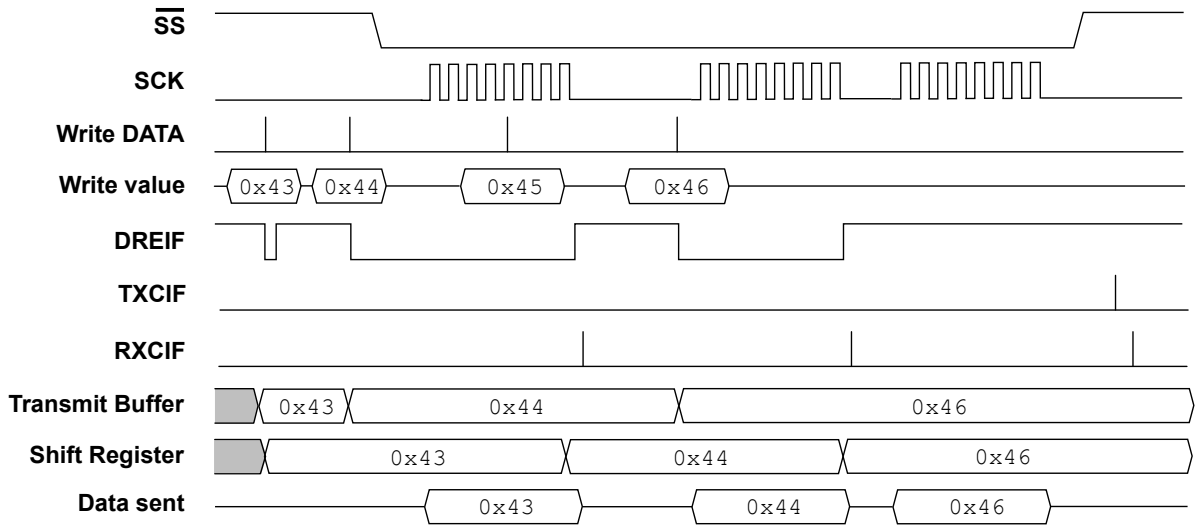 SS
SCK
Write DATA
Write value 0x43 0x44 0x45 0x46
DREIF
TXCIF
RXCIF
Transmit Buffer 0x43 0x44 0x46
Shift Register 0x43 0x44 0x46
Data sent 0x43 0x44 0x46